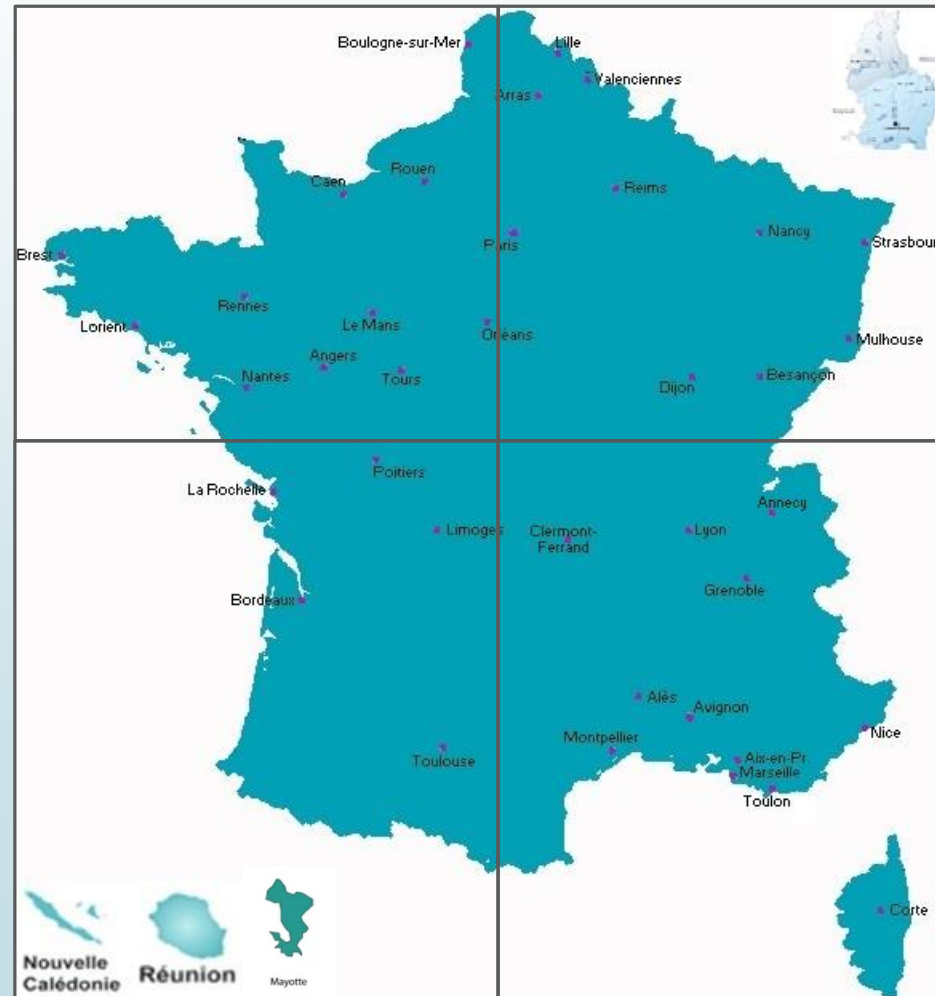 Boulogne-sur-Mer
Lille
Valenciennes
Arras
Rouen
Caen
Reims
Paris
Nancy
Strasbour
Brest
Rennes
Lorient
Le Mans
Orléans
Mulhouse
Angers
Nantes
Tours
Dijon
Besançon
Poitiers
La Rochelle
Annecy
Limoges
Clermont-
Ferrand
Lyon
Grenoble
Bordeaux
Alès
Avignon
Nice
Montpellier
Toulouse
Aix-en-Pr.
Marseille
Toulon
Corte
Nouvelle
Calédonie
Réunion
Mayotte